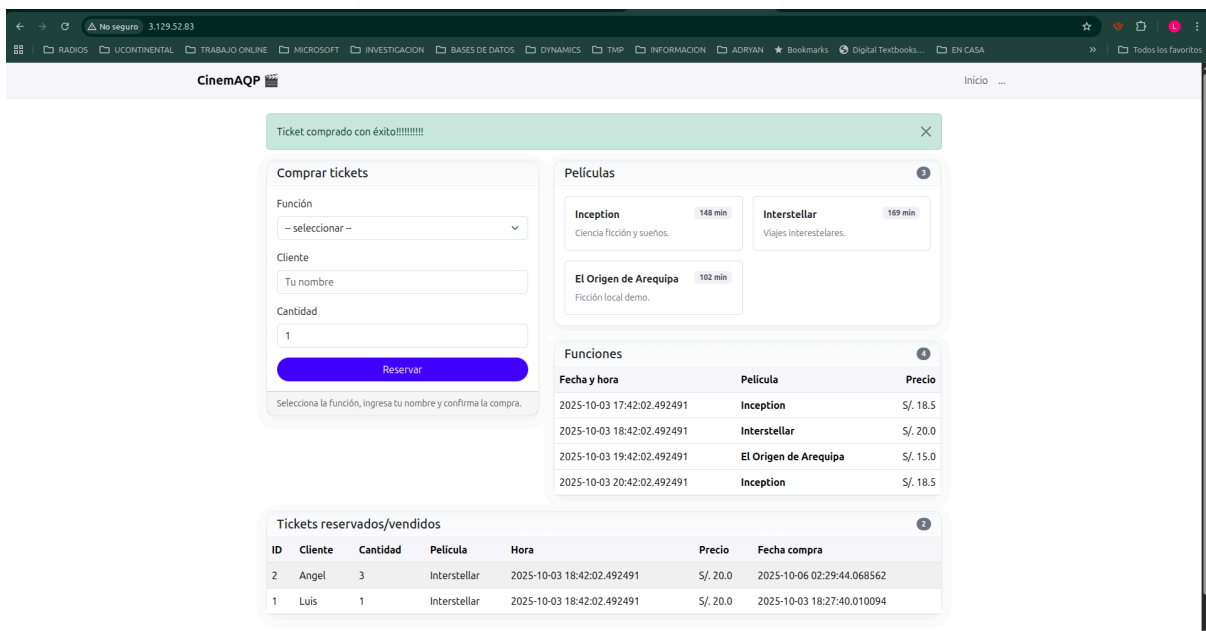 No seguro 3.129.52.83
RADIOS UCONTINENTAL TRABAJO ONLINE MICROSOFT INVESTIGACION BASES DE DATOS DYNAMICS TMP INFORMACION ADRYAN Bookmarks Digital Textbooks... EN CASA » Todos los favoritos
CinemAQP Inicio ...
Ticket comprado con éxito!!!!!!!!!!
Comprar tickets
Función
-- seleccionar --
Cliente
Tu nombre
Cantidad
1
Reservar
Selecciona la función, ingresa tu nombre y confirma la compra.
Películas 3
Inception 148 min
Ciencia ficción y sueños.
Interstellar 169 min
Viajes interestelares.
El Origen de Arequipa 102 min
Ficción local demo.
Funciones 4
Fecha y hora Película Precio
2025-10-03 17:42:02.492491 Inception S/. 18.5
2025-10-03 18:42:02.492491 Interstellar S/. 20.0
2025-10-03 19:42:02.492491 El Origen de Arequipa S/. 15.0
2025-10-03 20:42:02.492491 Inception S/. 18.5
Tickets reservados/vendidos 2
ID Cliente Cantidad Película Hora Precio Fecha compra
2 Angel 3 Interstellar 2025-10-03 18:42:02.492491 S/. 20.0 2025-10-06 02:29:44.068562
1 Luis 1 Interstellar 2025-10-03 18:42:02.492491 S/. 20.0 2025-10-03 18:27:40.010094